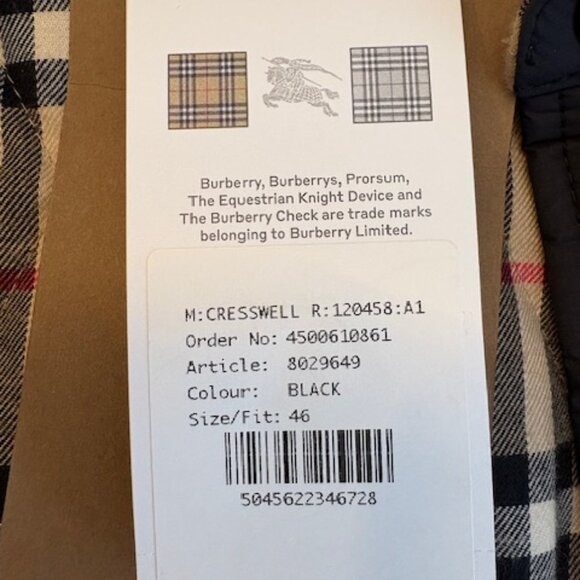 Burberry, Burberrys, Prorsum,
The Equestrian Knight Device and
The Burberry Check are trade marks
belonging to Burberry Limited.
M:CRESSWELL R:120458:A1
Order No: 4500610861
Article: 8029649
Colour: BLACK
Size/Fit: 46
5045622346728